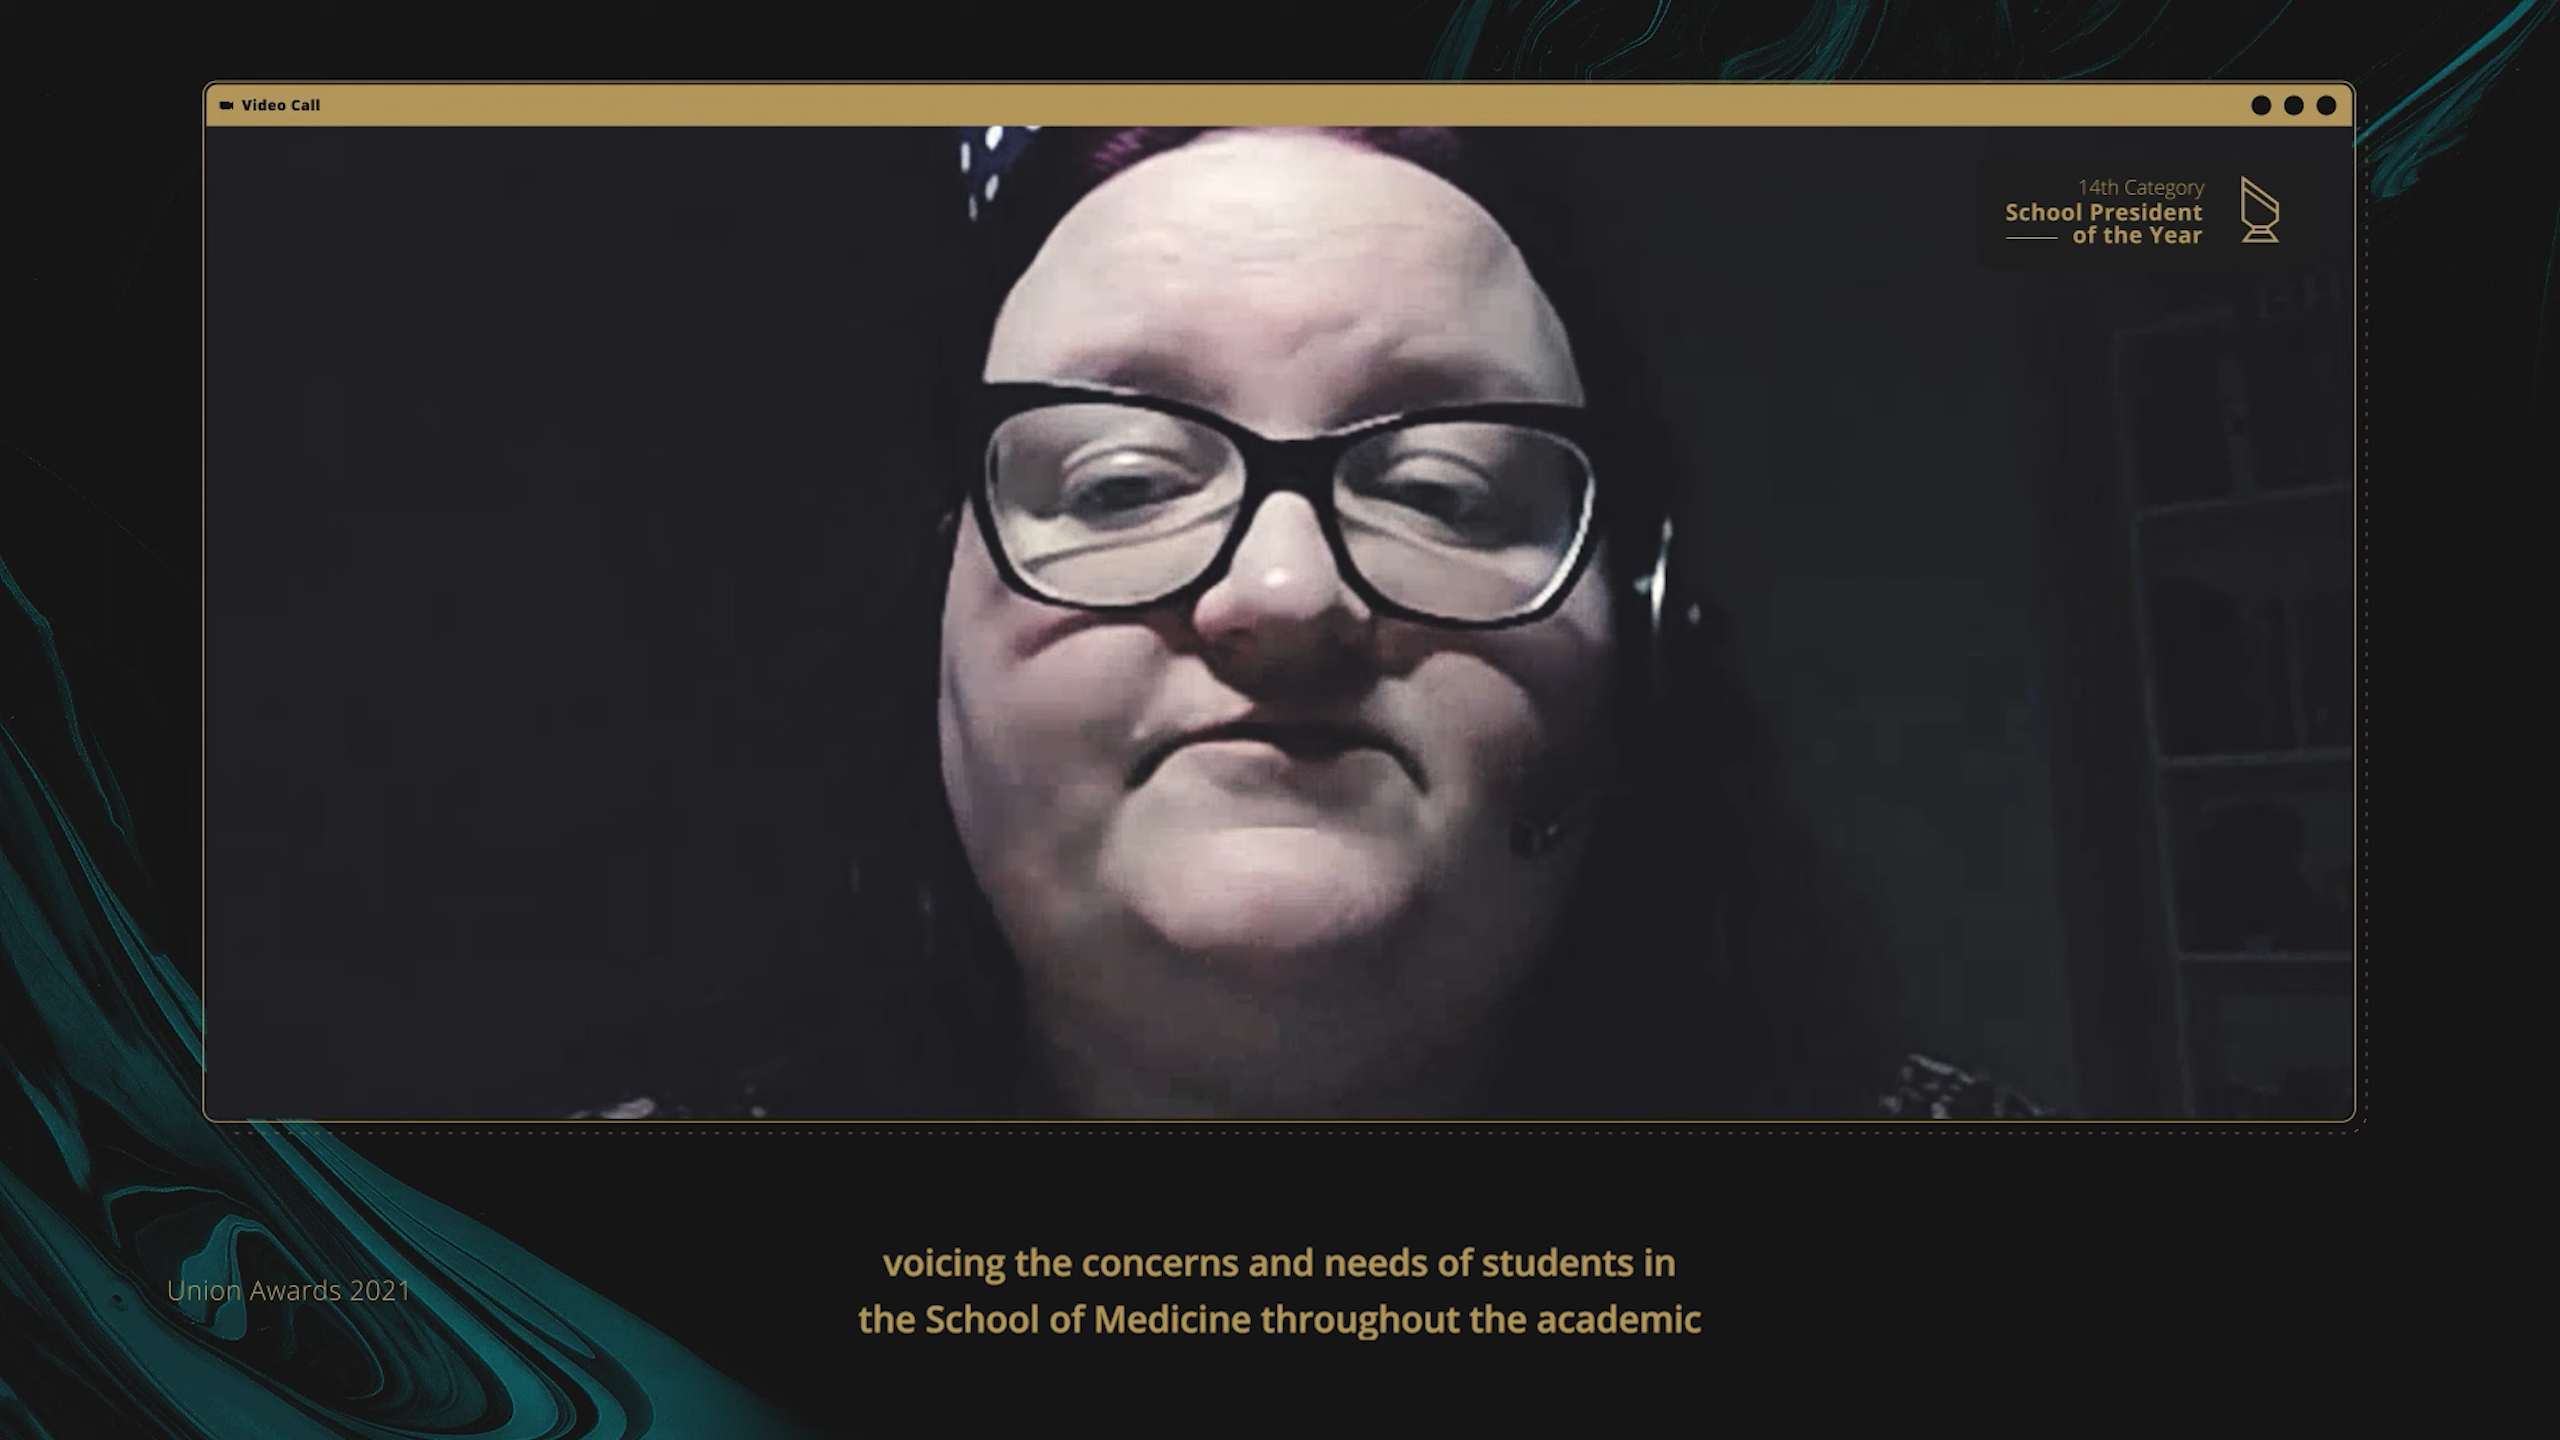 Video Call
14th Category
School President
of the Year
voicing the concerns and needs of students in
the School of Medicine throughout the academic
Union Awards 2021